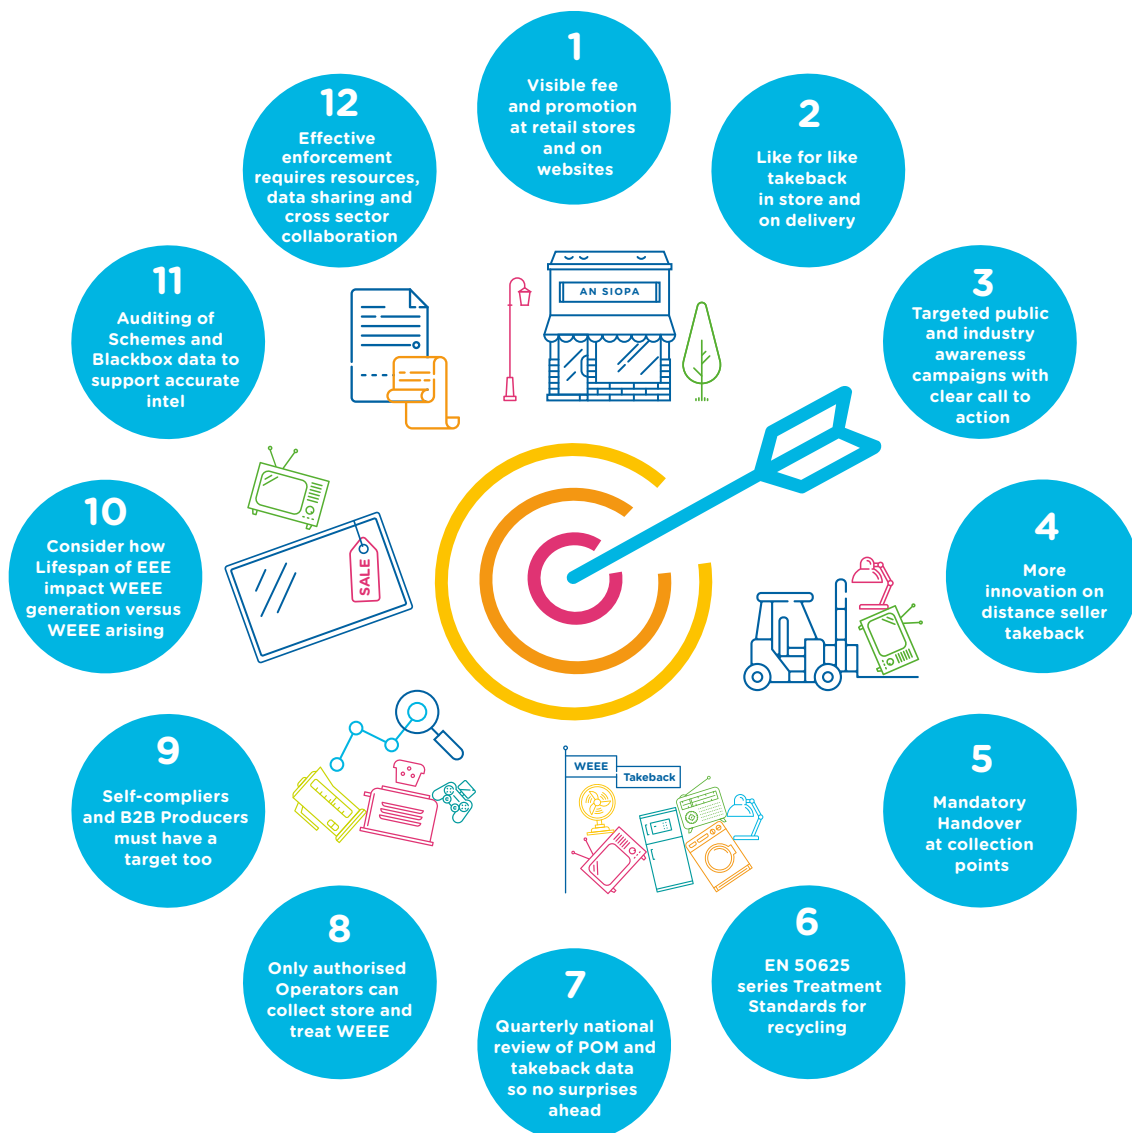 1
Visible fee
and promotion
at retail stores
and on
websites
2
Like for like
takeback
in store and
on delivery
3
Targeted public
and industry
awareness
campaigns with
clear call to
action
4
More
innovation on
distance seller
takeback
5
Mandatory
Handover
at collection
points
6
EN 50625
series Treatment
Standards for
recycling
7
Quarterly national
review of POM and
takeback data
so no surprises
ahead
8
Only authorised
Operators can
collect store and
treat WEEE
9
Self-compliers
and B2B Producers
must have a
target too
10
Consider how
Lifespan of EEE
impact WEEE
generation versus
WEEE arising
11
Auditing of
Schemes and
Blackbox data to
support accurate
intel
12
Effective
enforcement
requires resources,
data sharing and
cross sector
collaboration
AN SIOPA
SALE
WEEE
Takeback